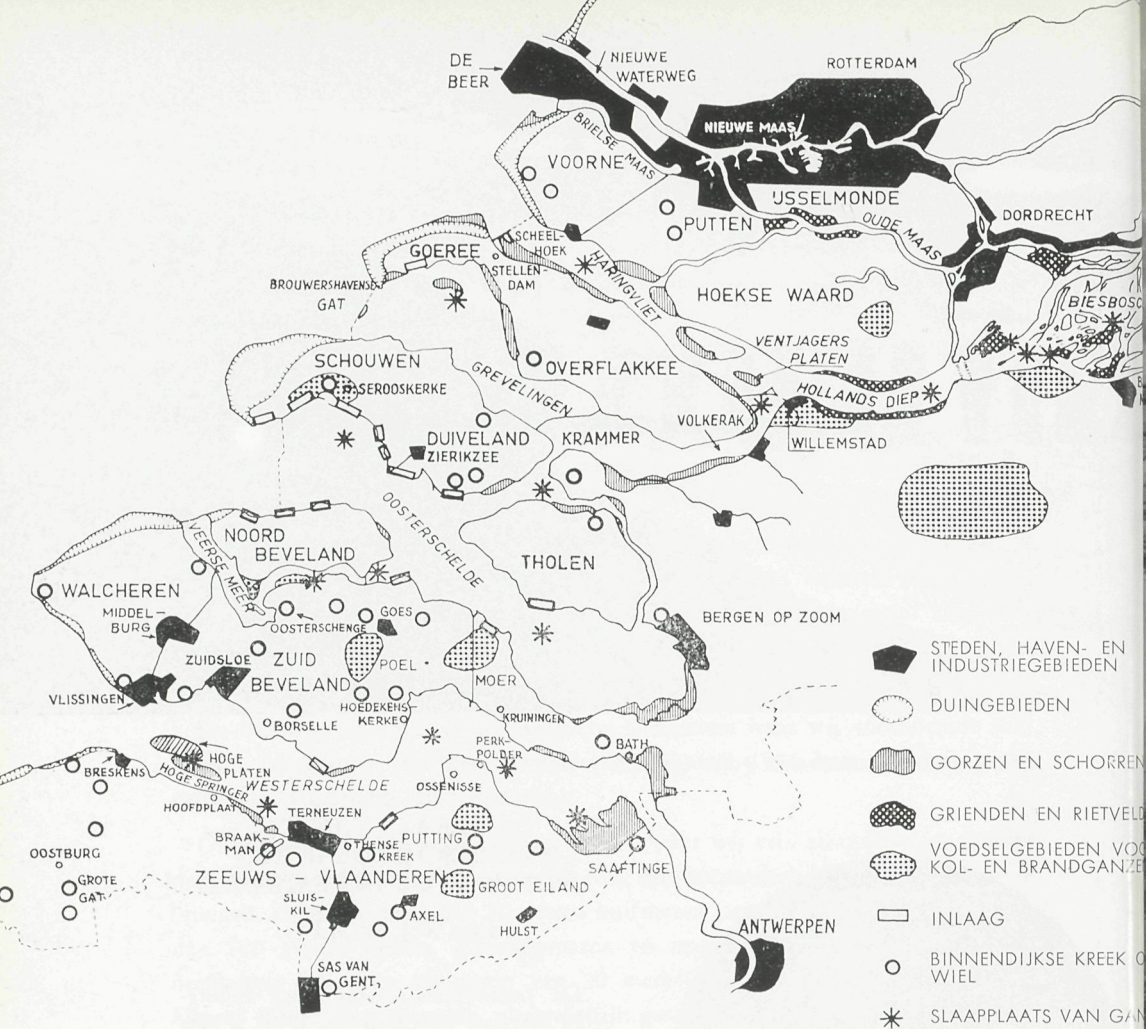 DE
BEER
NIEUWE
WATERWEG
ROTTERDAM
NIEUWE MAAS
BRIELSE MAAS
VOORNE
IJSSELMONDE
PUTTEN
OUDE MAAS
DORDRECHT
SCHEEL-
HOEK
GOEREE
STELLEN-
DAM
HARINGVLIET
BROUWERSHAVENSE
GAT
HOEKSE WAARD
BIESBOSC
VENTJAGERS
PLATEN
SCHOUWEN
SEROOSKERKE
OVERFLAKKEE
GREVELINGEN
HOLLANDS DIEP
VOLKERAK
WILLEMSTAD
DUIVELAND
ZIERIKZEE
KRAMMER
OOSTERSCHELDE
NOORD
BEVELAND
VEERSE MEER
THOLEN
WALCHEREN
MIDDEL-
BURG
OOSTERSCHENGE
GOES
BERGEN OP ZOOM
ZUIDSLOE
ZUID
BEVELAND
POEL
MOER
VLISSINGEN
BORSELLE
HOEDEKENS-
KERKE
KRUININGEN
PERK-
POLDER
BATH
BRESKENS
HOGE
PLATEN
HOGE SPRINGER
WESTERSCHELDE
OSSENISSE
HOOFDPLAAT
TERNEUZEN
BRAAK-
MAN
THENSE
KREEK
PUTTING
SAAFTINGE
OOSTBURG
GROTE
GAT
ZEEUWS - VLAANDEREN
GROOT EILAND
SLUIS-
KIL
AXEL
HULST
ANTWERPEN
SAS VAN
GENT
STEDEN, HAVEN- EN
INDUSTRIEGEBIEDEN
DUINGEBIEDEN
GORZEN EN SCHORREN
GRIENDEN EN RIETVELD
VOEDSELGEBIEDEN VOO
KOL- EN BRANDGANZE
INLAAG
BINNENDIJKSE KREEK O
WIEL
SLAAPPLAATS VAN GAN